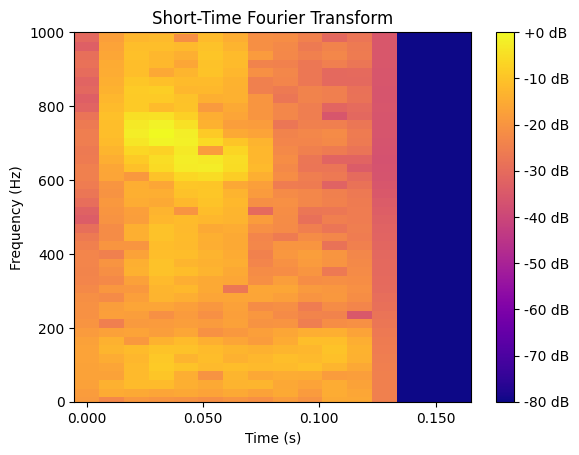 Short-Time Fourier Transform
1000
800
600
400
200
0
Frequency (Hz)
0.000
0.050
0.100
0.150
Time (s)
+0 dB
-10 dB
-20 dB
-30 dB
-40 dB
-50 dB
-60 dB
-70 dB
-80 dB